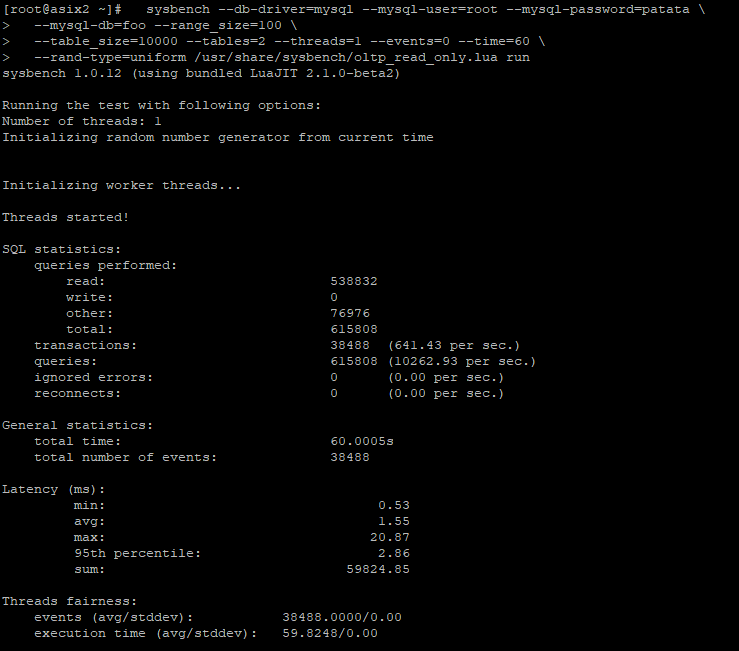 [root@asix2 ~]#   sysbench --db-driver=mysql --mysql-user=root --mysql-password=patata \
>   --mysql-db=foo --range_size=100 \
>   --table_size=10000 --tables=2 --threads=1 --events=0 --time=60 \
>   --rand-type=uniform /usr/share/sysbench/oltp_read_only.lua run
sysbench 1.0.12 (using bundled LuaJIT 2.1.0-beta2)

Running the test with following options:
Number of threads: 1
Initializing random number generator from current time


Initializing worker threads...

Threads started!

SQL statistics:
    queries performed:
        read:                            538832
        write:                           0
        other:                           76976
        total:                           615808
    transactions:                        38488  (641.43 per sec.)
    queries:                             615808 (10262.93 per sec.)
    ignored errors:                      0      (0.00 per sec.)
    reconnects:                          0      (0.00 per sec.)

General statistics:
    total time:                          60.0005s
    total number of events:              38488

Latency (ms):
         min:                                  0.53
         avg:                                  1.55
         max:                                 20.87
         95th percentile:                      2.86
         sum:                              59824.85

Threads fairness:
    events (avg/stddev):           38488.0000/0.00
    execution time (avg/stddev):   59.8248/0.00